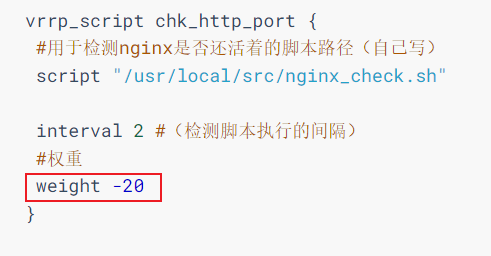 vrrp_script chk_http_port {
#用于检测nginx是否还活着的脚本路径（自己写）
script "/usr/local/src/nginx_check.sh"
interval 2 #（检测脚本执行的间隔）
#权重
weight -20
}